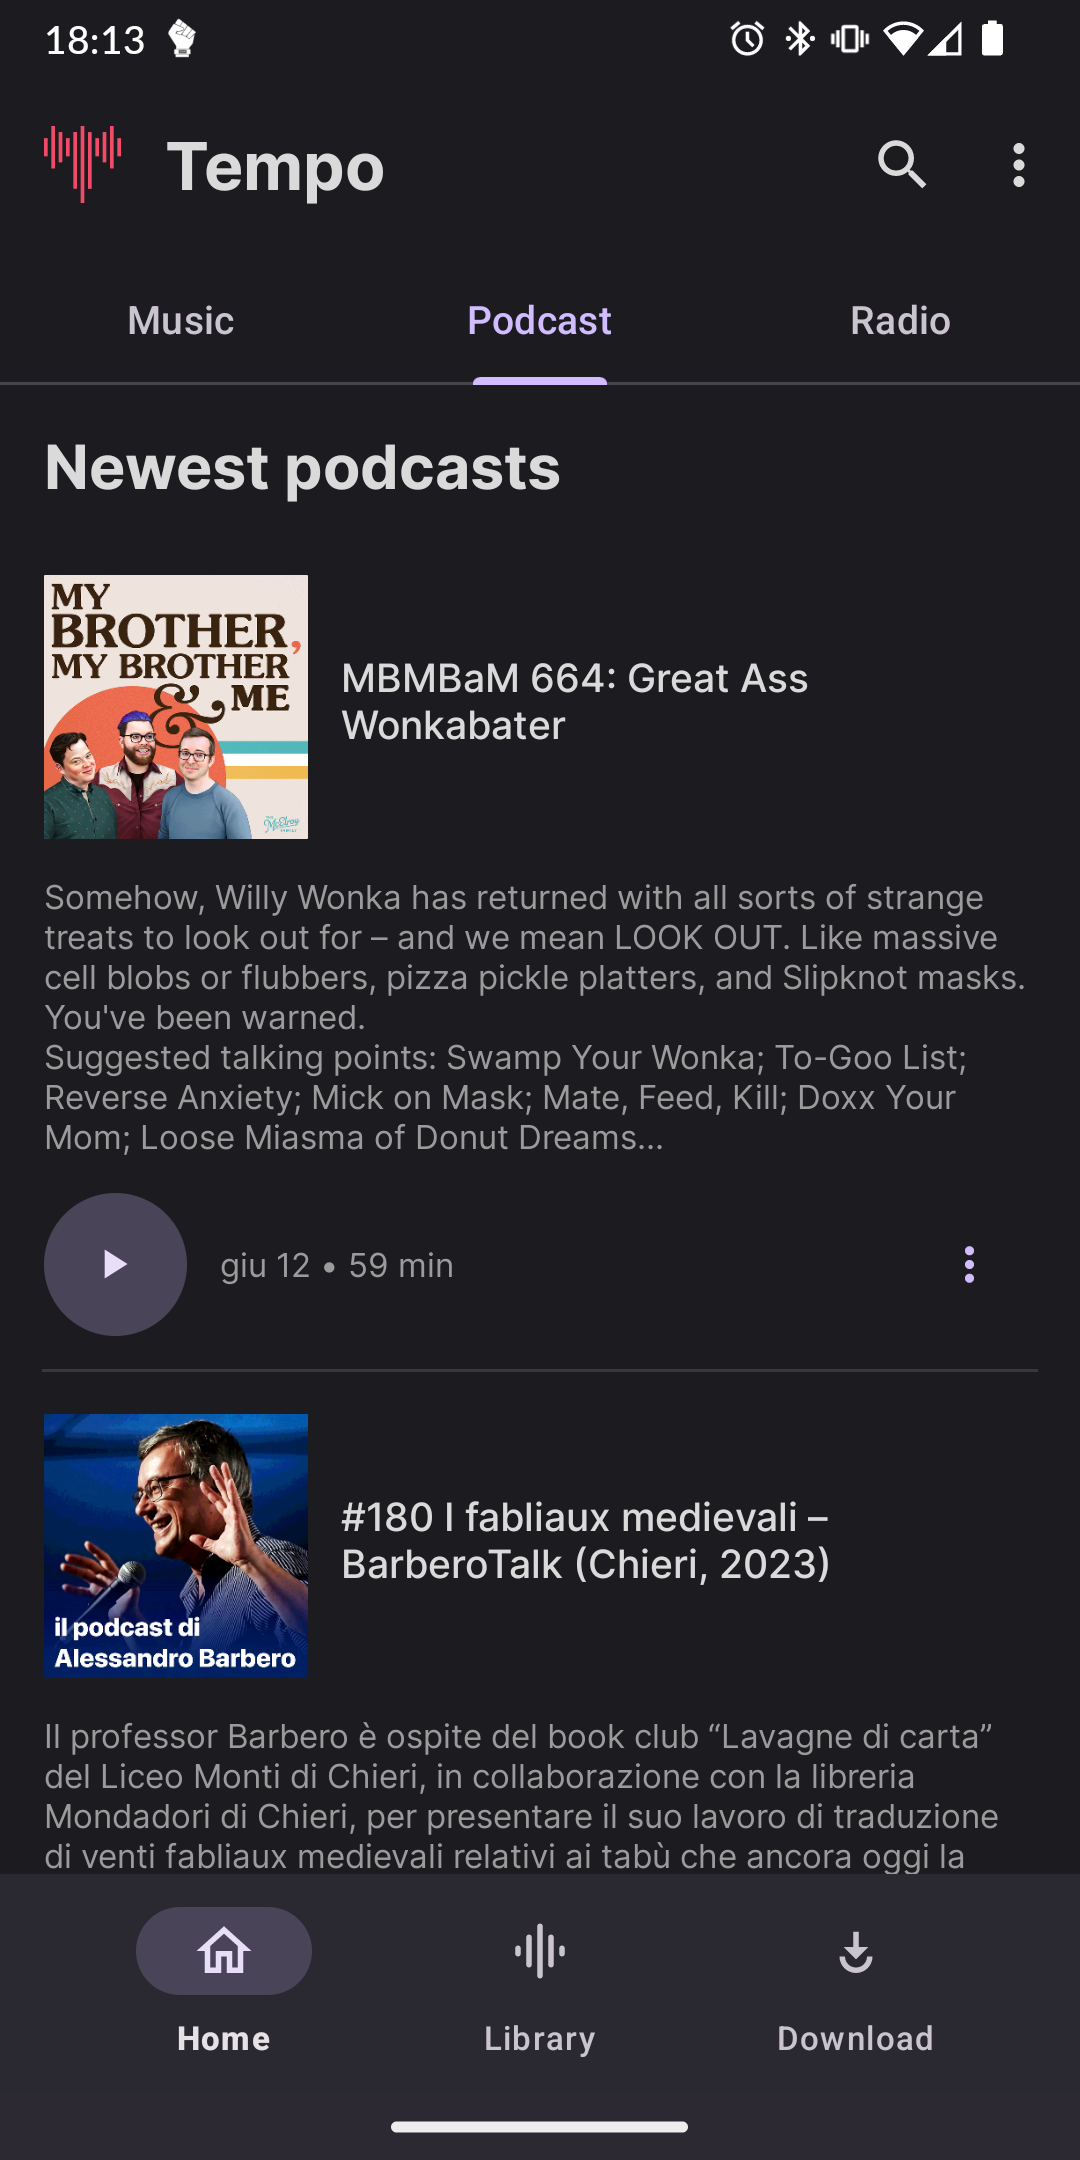 18:13
Tempo
Music
Podcast
Radio
Newest podcasts
MY
BROTHER,
MY BROTHER
& ME
The
McElroy
Family
MBMBaM 664: Great Ass
Wonkabater
Somehow, Willy Wonka has returned with all sorts of strange
treats to look out for – and we mean LOOK OUT. Like massive
cell blobs or flubbers, pizza pickle platters, and Slipknot masks.
You've been warned.
Suggested talking points: Swamp Your Wonka; To-Goo List;
Reverse Anxiety; Mick on Mask; Mate, Feed, Kill; Doxx Your
Mom; Loose Miasma of Donut Dreams...
giu 12 • 59 min
il podcast di
Alessandro Barbero
#180 I fabliaux medievali –
BarberoTalk (Chieri, 2023)
Il professor Barbero è ospite del book club “Lavagne di carta”
del Liceo Monti di Chieri, in collaborazione con la libreria
Mondadori di Chieri, per presentare il suo lavoro di traduzione
di venti fabliaux medievali relativi ai tabù che ancora oggi la
Home
Library
Download